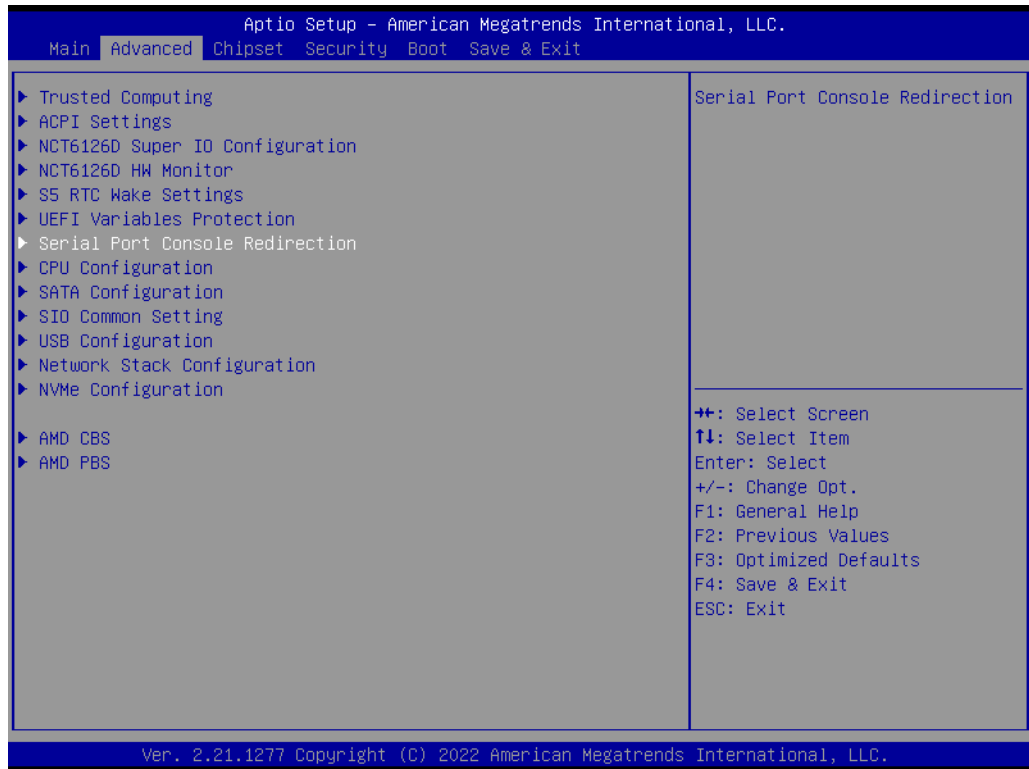 Aptio Setup – American Megatrends International, LLC.
Main Advanced Chipset Security Boot Save & Exit
▶ Trusted Computing
▶ ACPI Settings
▶ NCT6126D Super IO Configuration
▶ NCT6126D HW Monitor
▶ S5 RTC Wake Settings
▶ UEFI Variables Protection
▶ Serial Port Console Redirection
▶ CPU Configuration
▶ SATA Configuration
▶ SIO Common Setting
▶ USB Configuration
▶ Network Stack Configuration
▶ NVMe Configuration
▶ AMD CBS
▶ AMD PBS
Serial Port Console Redirection
→←: Select Screen
↑↓: Select Item
Enter: Select
+/-: Change Opt.
F1: General Help
F2: Previous Values
F3: Optimized Defaults
F4: Save & Exit
ESC: Exit
Ver. 2.21.1277 Copyright (C) 2022 American Megatrends International, LLC.